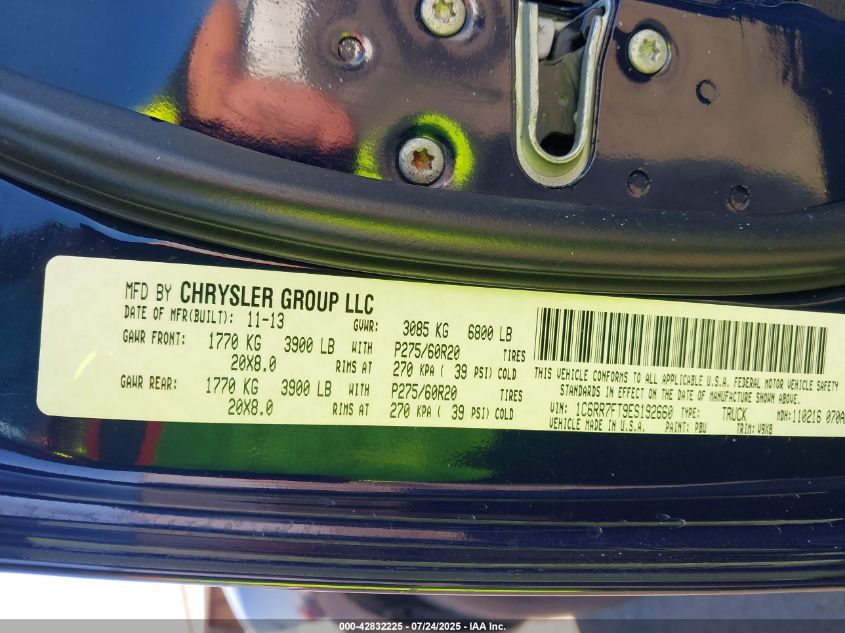 MFD BY CHRYSLER GROUP LLC
DATE OF MFR(BUILT): 11-13 GVWR: 3085 KG 6800 LB
GAWR FRONT: 1770 KG 3900 LB WITH P275/60R20 TIRES
20X8.0 RIMS AT 270 KPA ( 39 PSI) COLD
GAWR REAR: 1770 KG 3900 LB WITH P275/60R20 TIRES
20X8.0 RIMS AT 270 KPA ( 39 PSI) COLD
THIS VEHICLE CONFORMS TO ALL APPLICABLE U.S.A. FEDERAL MOTOR VEHICLE SAFETY
STANDARDS IN EFFECT ON THE DATE OF MANUFACTURE SHOWN ABOVE.
VIN: 1C6RR7FT9ES192660 TYPE: TRUCK MDH:110216 070A
VEHICLE MADE IN U.S.A. PAINT: PBU TRIM: V9X8
000-42832225 - 07/24/2025 - IAA Inc.